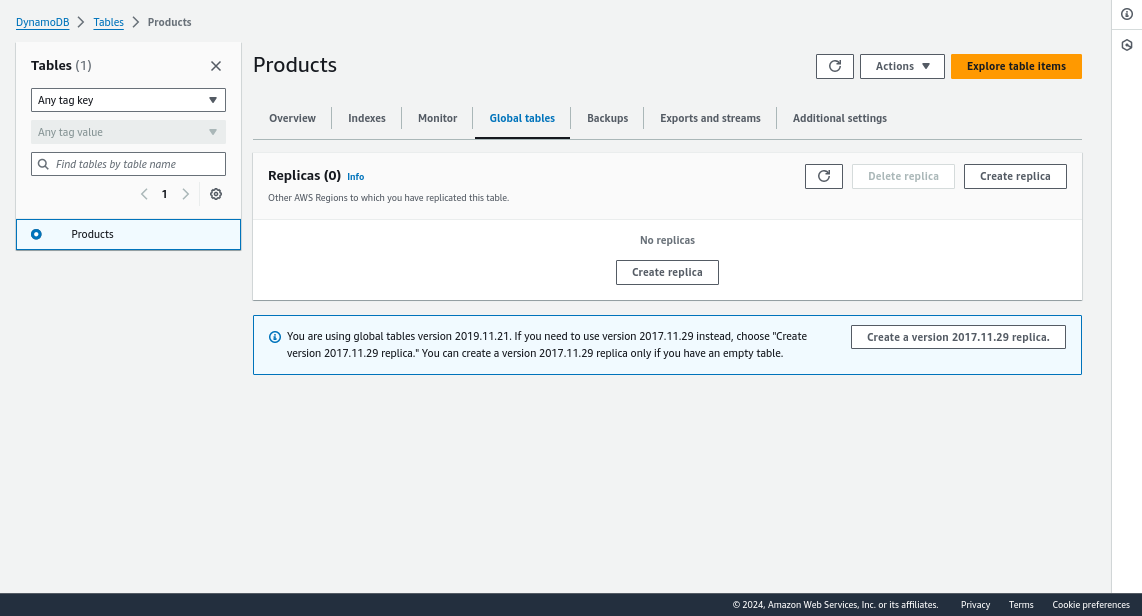 DynamoDB Tables Products
Tables (1)
Any tag key
Any tag value
Find tables by table name
1
Products
Products
Actions
Explore table items
Overview Indexes Monitor Global tables Backups Exports and streams Additional settings
Replicas (0) Info
Other AWS Regions to which you have replicated this table.
Delete replica
Create replica
No replicas
Create replica
You are using global tables version 2019.11.21. If you need to use version 2017.11.29 instead, choose "Create
version 2017.11.29 replica." You can create a version 2017.11.29 replica only if you have an empty table.
Create a version 2017.11.29 replica.
© 2024, Amazon Web Services, Inc. or its affiliates. Privacy Terms Cookie preferences